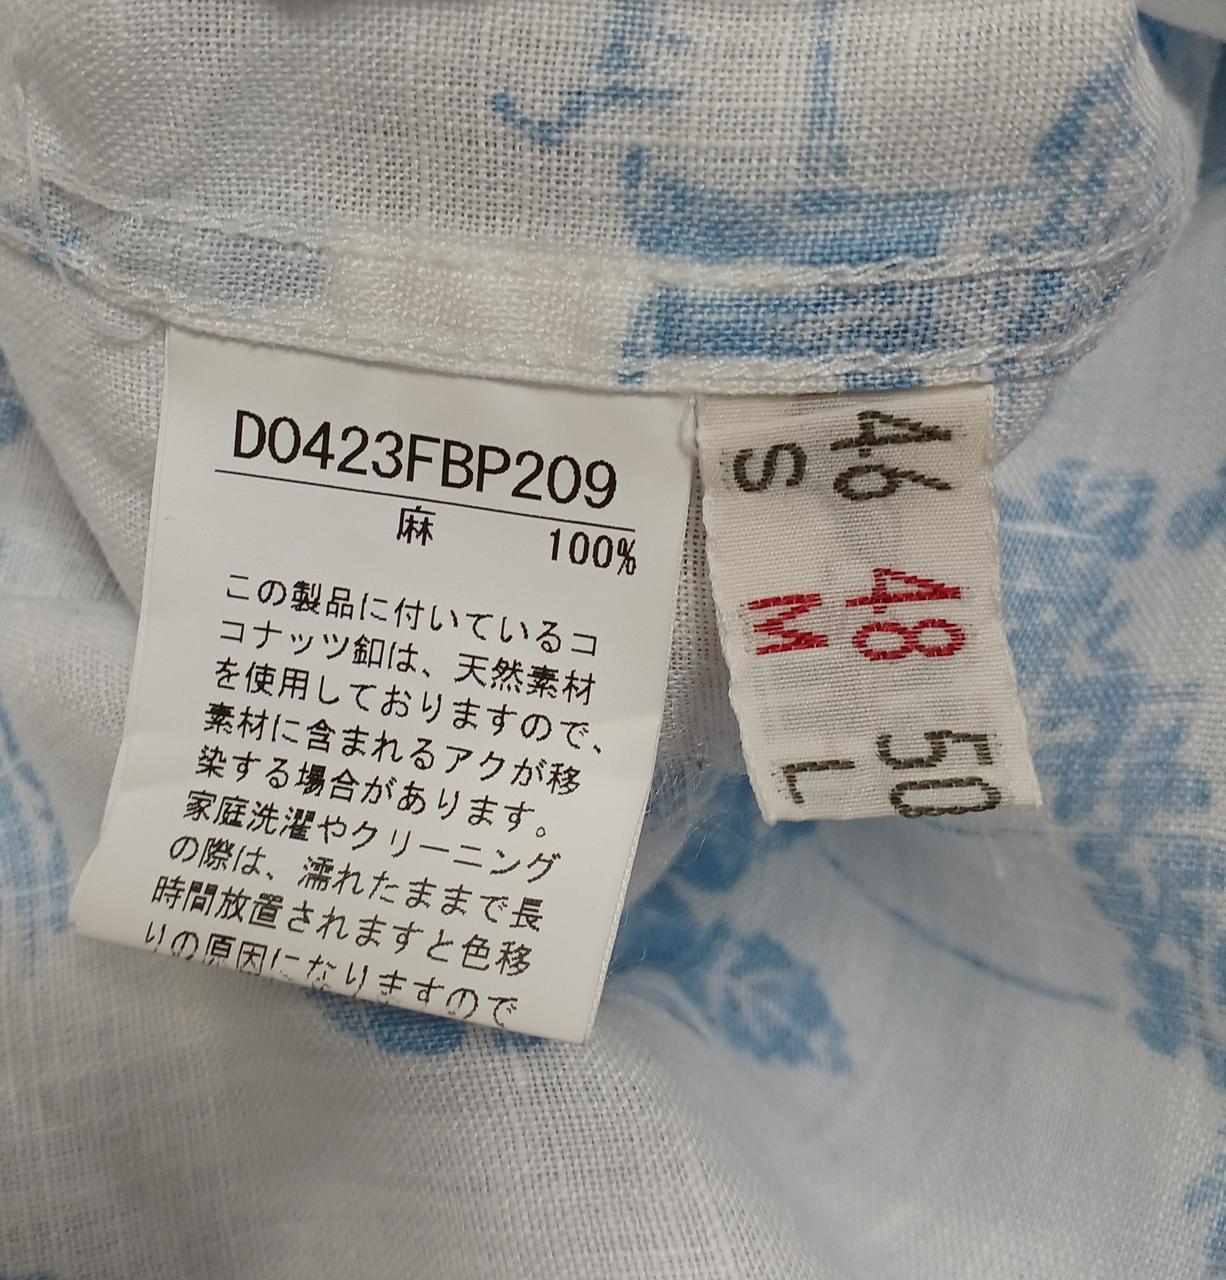 D0423FBP209
麻 100%
この製品に付いているコ
コナッツ釦は、天然素材
を使用しておりますので、
素材に含まれるアクが移
染する場合があります。
家庭洗濯やクリーニング
の際は、濡れたままで長
時間放置されますと色移
りの原因になりますので
46 48 50
S M L